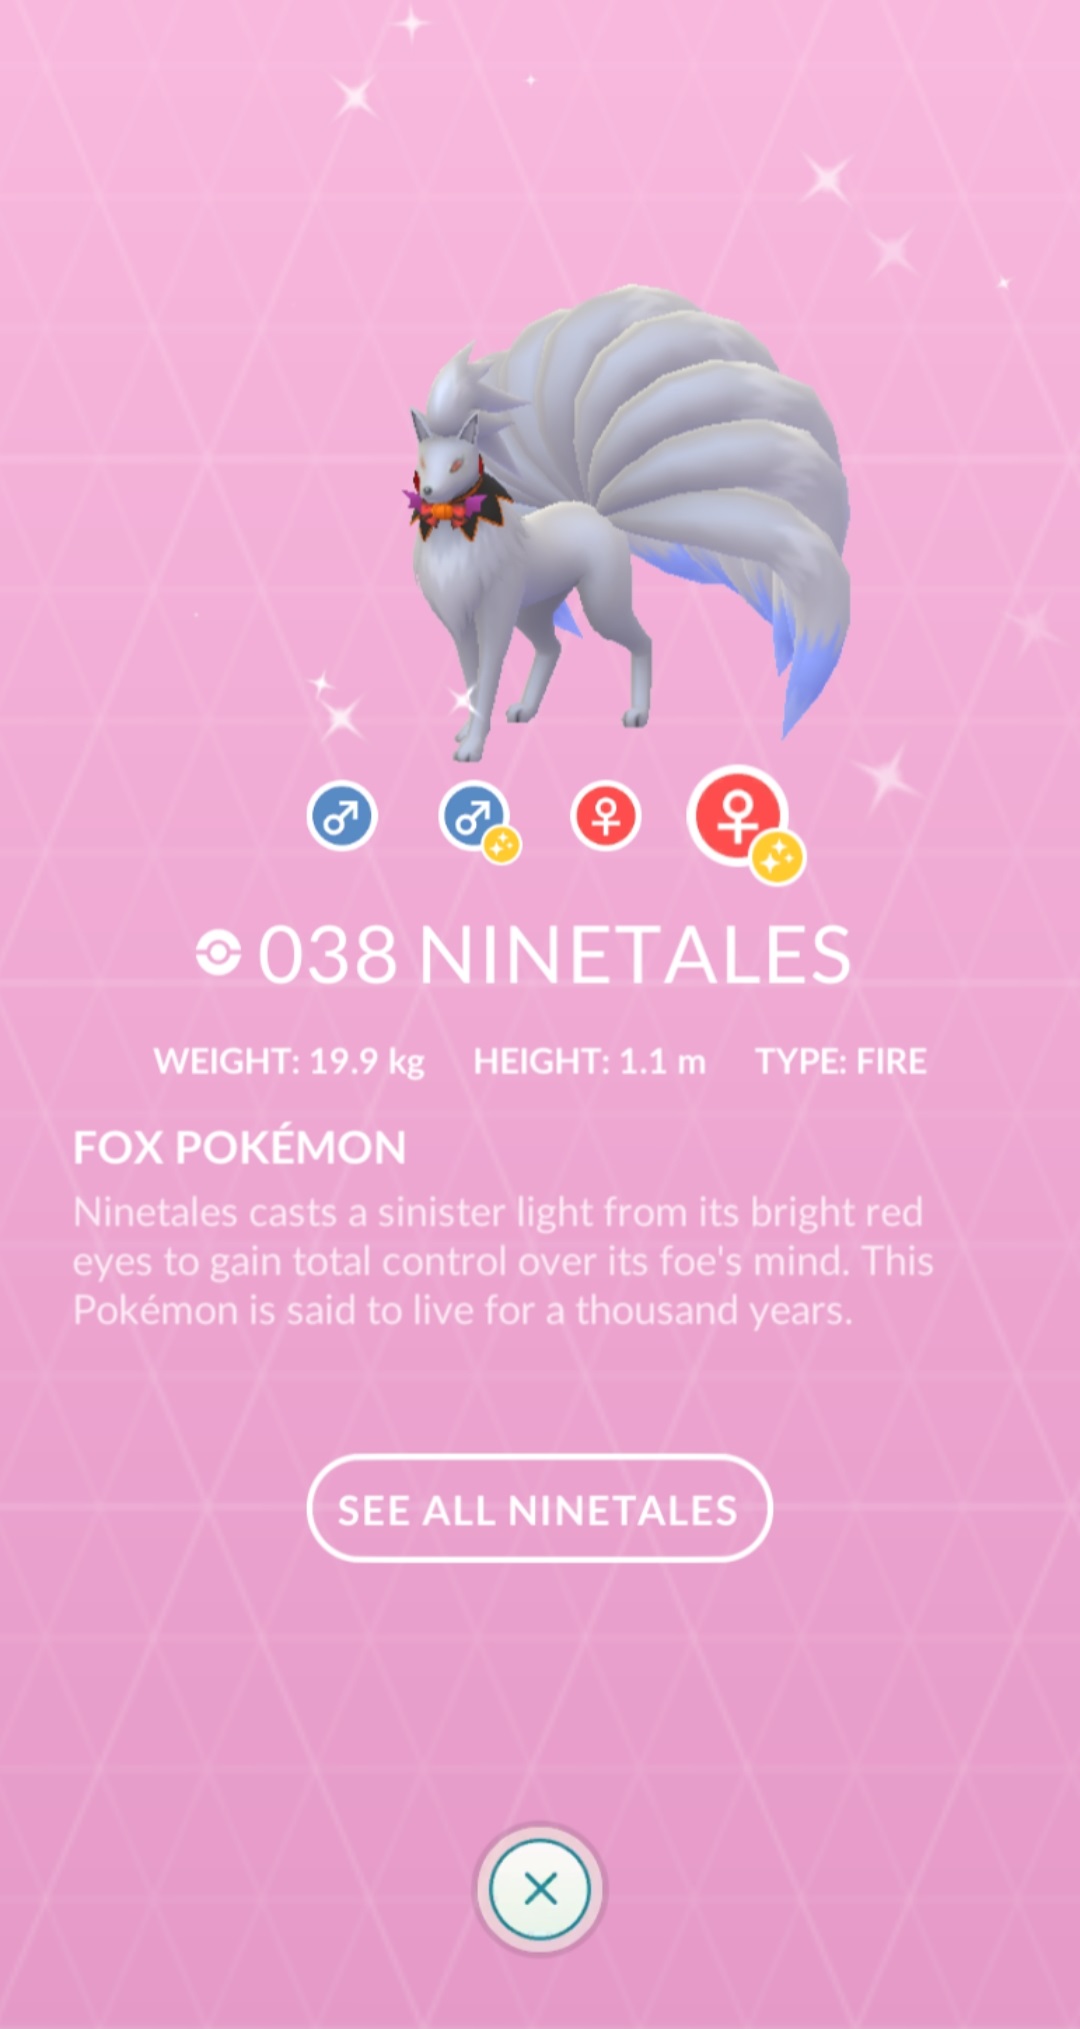 038 NINETALES
WEIGHT: 19.9 kg HEIGHT: 1.1 m TYPE: FIRE
FOX POKÉMON
Ninetales casts a sinister light from its bright red
eyes to gain total control over its foe's mind. This
Pokémon is said to live for a thousand years.
SEE ALL NINETALES